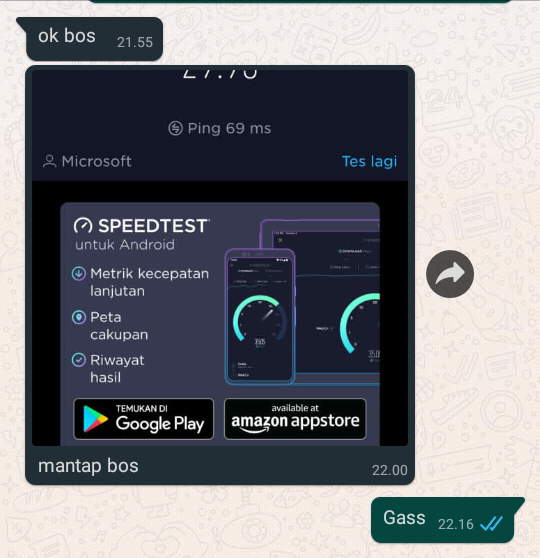 ok bos 21.55
Ping 69 ms
Microsoft Tes lagi
SPEEDTEST
untuk Android
Metrik kecepatan
lanjutan
Peta
cakupan
Riwayat
hasil
TEMUKAN DI
Google Play
available at
amazon appstore
mantap bos 22.00
Gass 22.16